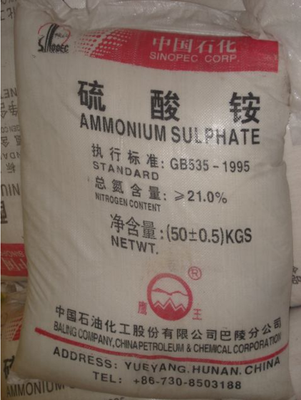 SINOPEC
中国石化
SINOPEC CORP.
硫酸铵
AMMONIUM SULPHATE
执行标准:GB535-1995
STANDARD
总氮含量:≥21.0%
NITROGEN CONTENT
净含量:(50±0.5)KGS
NETWT.
鹰王
®
中国石油化工股份有限公司巴陵分公司
BALING COMPANY,CHINA PETROLEUM & CHEMICAL CORPORATION
ADDRESS: YUEYANG.HUNAN.CHINA
TEL: +86-730-8503188